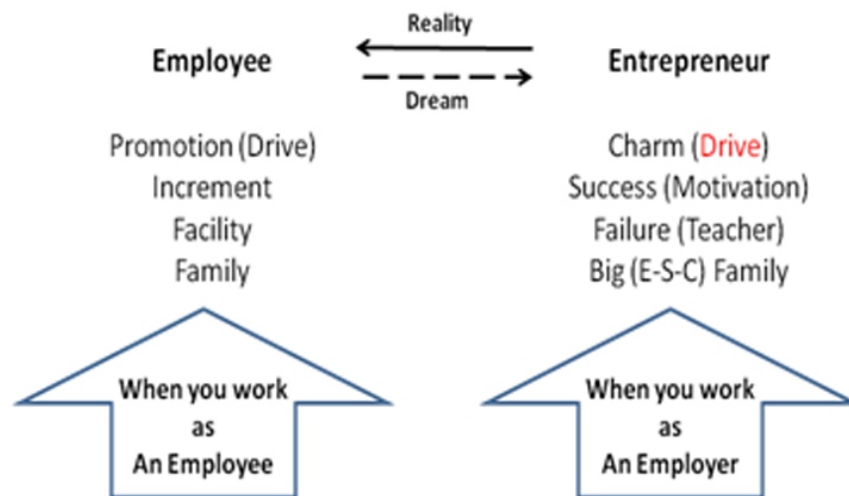 Reality
Employee
Entrepreneur
Dream
Promotion (Drive)
Increment
Facility
Family
Charm (Drive)
Success (Motivation)
Failure (Teacher)
Big (E-S-C) Family
When you work
as
An Employee
When you work
as
An Employer